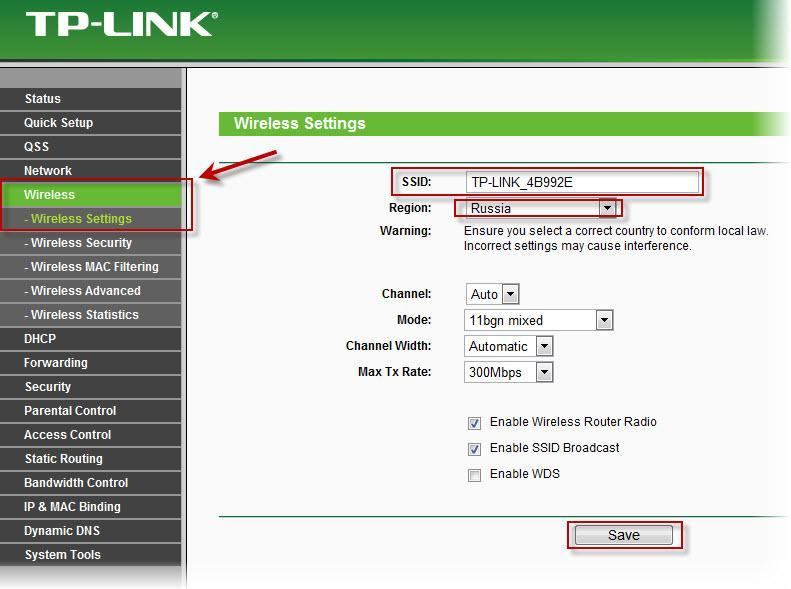 TP-LINK®
Status
Quick Setup
QSS
Network
Wireless
- Wireless Settings
- Wireless Security
- Wireless MAC Filtering
- Wireless Advanced
- Wireless Statistics
DHCP
Forwarding
Security
Parental Control
Access Control
Static Routing
Bandwidth Control
IP & MAC Binding
Dynamic DNS
System Tools
Wireless Settings
SSID: TP-LINK_4B992E
Region: Russia
Warning: Ensure you select a correct country to conform local law.
Incorrect settings may cause interference.
Channel: Auto
Mode: 11bgn mixed
Channel Width: Automatic
Max Tx Rate: 300Mbps
Enable Wireless Router Radio
Enable SSID Broadcast
Enable WDS
Save